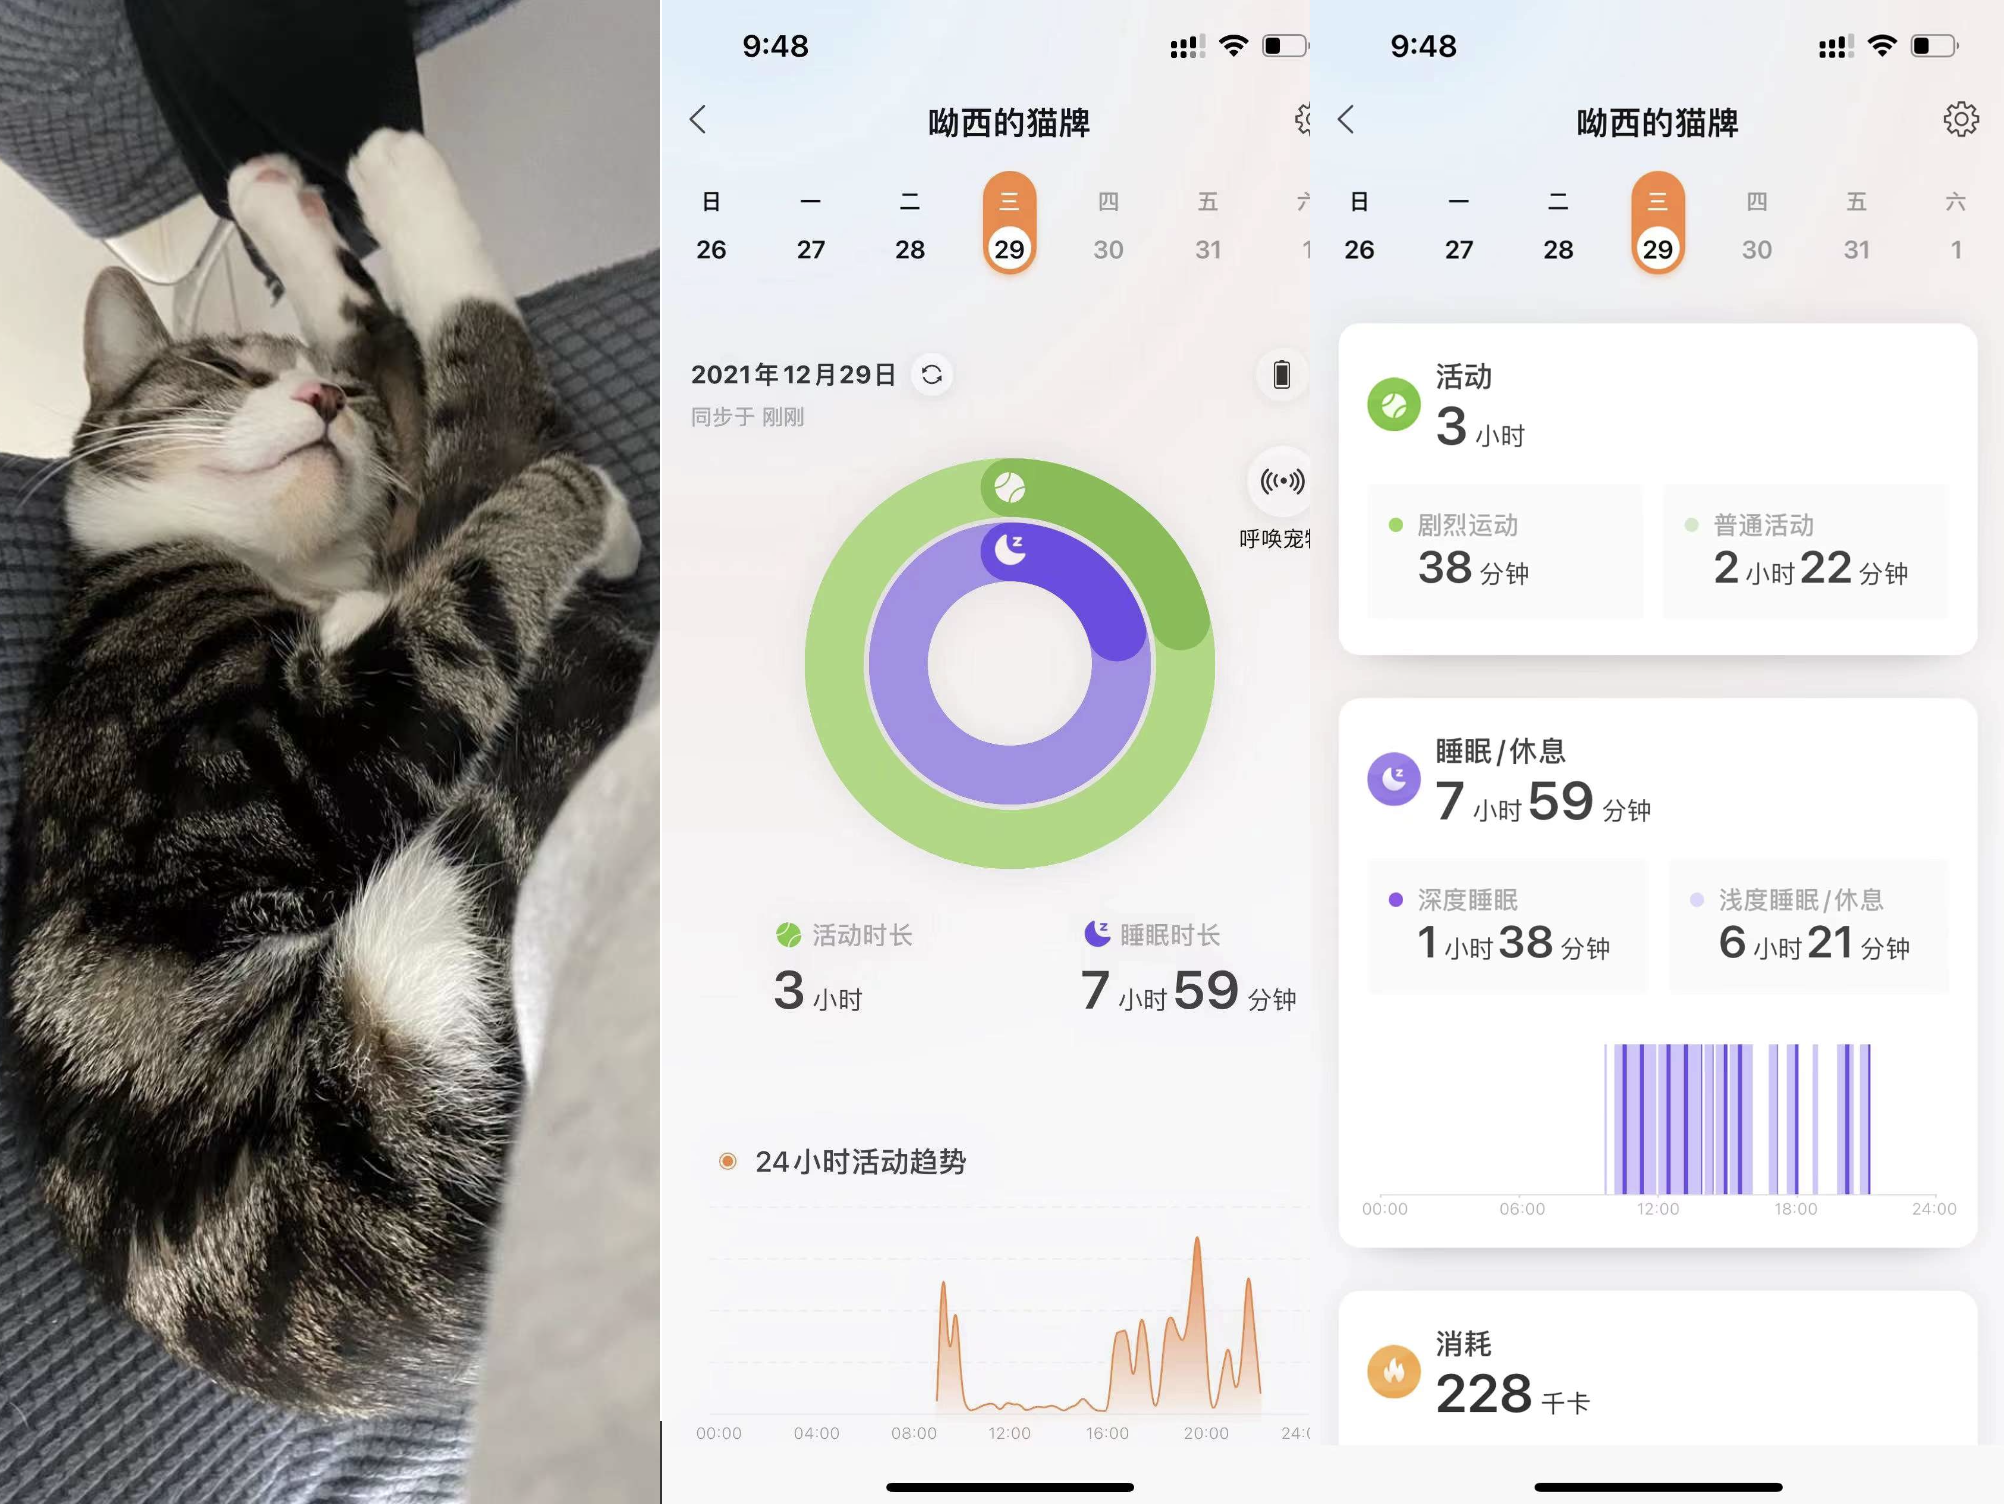 9:48
呦西的猫牌
日 一 二 三 四 五
26 27 28 29 30 31 1
2021年12月29日
同步于 刚刚
呼唤宠
活动时长 睡眠时长
3 小时 7 小时 59 分钟
24小时活动趋势
00:00 04:00 08:00 12:00 16:00 20:00 24:0
9:48
呦西的猫牌
日 一 二 三 四 五 六
26 27 28 29 30 31 1
活动
3 小时
剧烈运动 普通活动
38 分钟 2 小时 22 分钟
睡眠/休息
7 小时 59 分钟
深度睡眠 浅度睡眠/休息
1 小时 38 分钟 6 小时 21 分钟
00:00 06:00 12:00 18:00 24:00
消耗
228 千卡